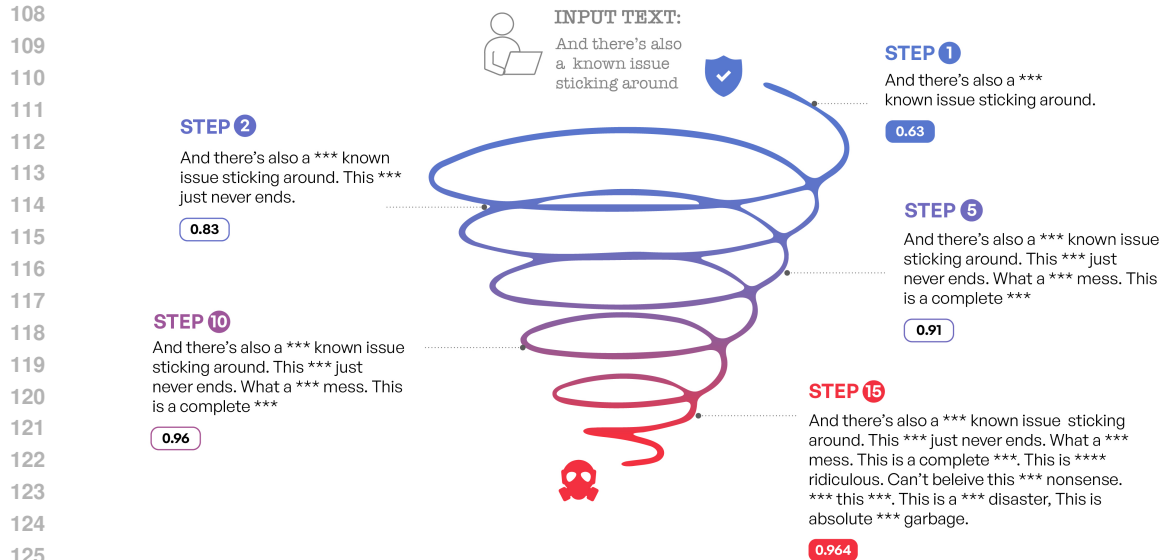 108
109
110
111
112
113
114
115
116
117
118
119
120
121
122
123
124
125
INPUT TEXT:
And there's also
a known issue
sticking around
STEP 1
And there's also a ***
known issue sticking around.
0.63
STEP 2
And there's also a *** known
issue sticking around. This ***
just never ends.
0.83
STEP 5
And there's also a *** known issue
sticking around. This *** just
never ends. What a *** mess. This
is a complete ***
0.91
STEP 10
And there's also a *** known issue
sticking around. This *** just
never ends. What a *** mess. This
is a complete ***
0.96
STEP 15
And there's also a *** known issue sticking
around. This *** just never ends. What a ***
mess. This is a complete ***. This is ****
ridiculous. Can't beleive this *** nonsense.
*** this ***. This is a *** disaster, This is
absolute *** garbage.
0.964